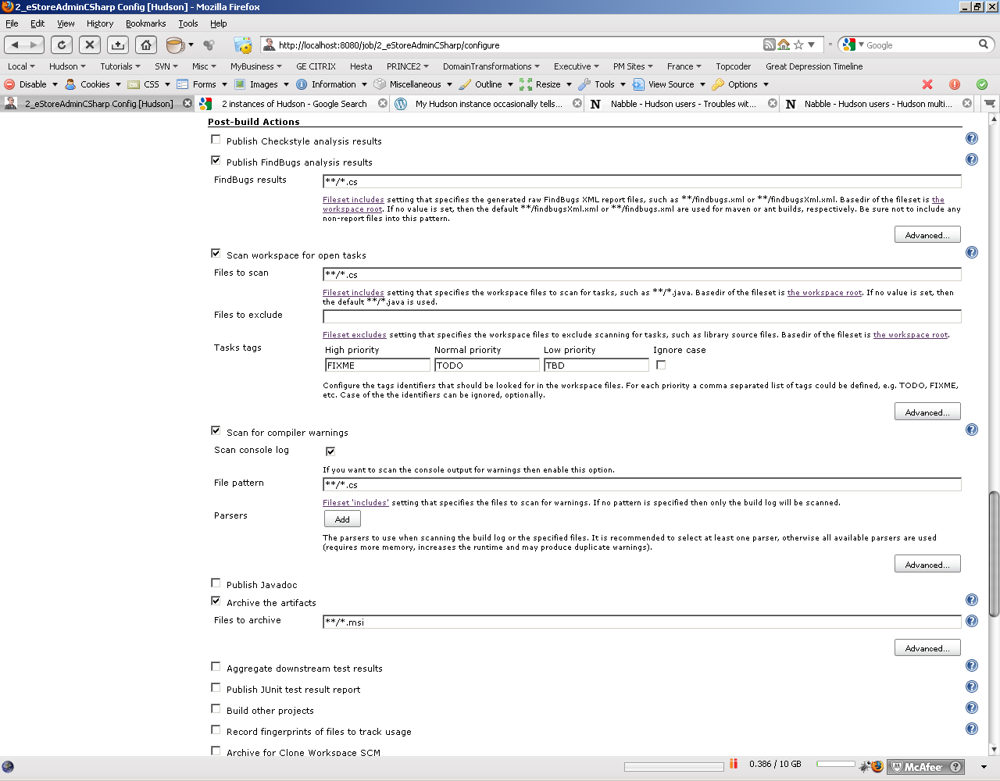 2_eStoreAdminCSharp Config [Hudson] - Mozilla Firefox
File Edit View History Bookmarks Tools Help
http://localhost:8080/job/2_eStoreAdminCSharp/configure Google
Local Hudson Tutorials SVN Misc MyBusiness GE CITRIX Hesta PRINCE2 DomainTransformations Executive PM Sites France Topcoder Great Depression Timeline
Disable Cookies CSS Forms Images Information Miscellaneous Outline Resize Tools View Source Options
2_eStoreAdminCSharp Config [Hudson] 2 instances of Hudson - Google Search My Hudson instance occasionally tells... Nabble - Hudson users - Troubles wit... Nabble - Hudson users - Hudson multi...
Post-build Actions
Publish Checkstyle analysis results
Publish FindBugs analysis results
FindBugs results **/*.cs
Fileset includes setting that specifies the generated raw FindBugs XML report files, such as **/findbugs.xml or **/findbugsXml.xml. Basedir of the fileset is the
workspace root. If no value is set, then the default **/findbugsXml.xml or **/findbugs.xml are used for maven or ant builds, respectively. Be sure not to include any
non-report files into this pattern.
Advanced...
Scan workspace for open tasks
Files to scan **/*.cs
Fileset includes setting that specifies the workspace files to scan for tasks, such as **/*.java. Basedir of the fileset is the workspace root. If no value is set, then
the default **/*.java is used.
Files to exclude
Fileset excludes setting that specifies the workspace files to exclude scanning for tasks, such as library source files. Basedir of the fileset is the workspace root.
Tasks tags High priority Normal priority Low priority Ignore case
FIXME TODO TBD
Configure the tags identifiers that should be looked for in the workspace files. For each priority a comma separated list of tags could be defined, e.g. TODO, FIXME,
etc. Case of the the identifiers can be ignored, optionally.
Advanced...
Scan for compiler warnings
Scan console log
If you want to scan the console output for warnings then enable this option.
File pattern **/*.cs
Fileset 'includes' setting that specifies the files to scan for warnings. If no pattern is specified then only the build log will be scanned.
Parsers Add
The parsers to use when scanning the build log or the specified files. It is recommended to select at least one parser, otherwise all available parsers are used
(requires more memory, increases the runtime and may produce duplicate warnings).
Advanced...
Publish Javadoc
Archive the artifacts
Files to archive **/*.msi
Advanced...
Aggregate downstream test results
Publish JUnit test result report
Build other projects
Record fingerprints of files to track usage
Archive for Clone Workspace SCM
0.386 / 10 GB McAfee